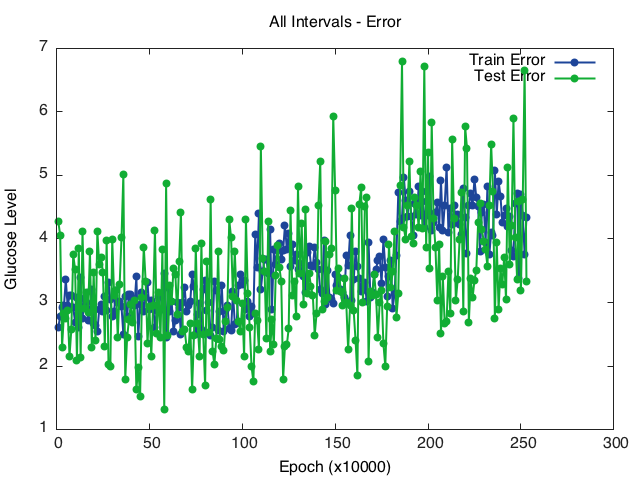 All Intervals - Error
7
6
5
4
3
2
1
Glucose Level
Train Error
Test Error
0 50 100 150 200 250 300
Epoch (x10000)